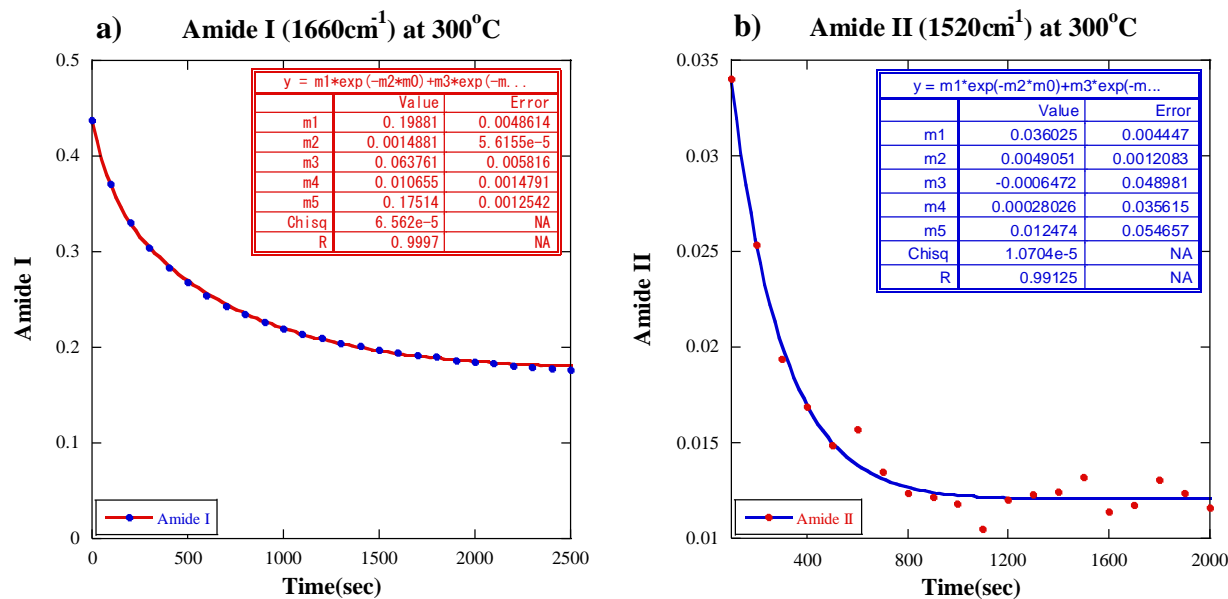 a) Amide I (1660cm-1) at 300oC
0.5
0.4
0.3
0.2
0.1
0
Amide I
y = m1*exp(-m2*m0)+m3*exp(-m...
Value Error
m1 0.19881 0.0048614
m2 0.0014881 5.6155e-5
m3 0.063761 0.005816
m4 0.010655 0.0014791
m5 0.17514 0.0012542
Chisq 6.562e-5 NA
R 0.9997 NA
Amide I
0 500 1000 1500 2000 2500
Time(sec)
b) Amide II (1520cm-1) at 300oC
0.035
0.03
0.025
0.02
0.015
0.01
Amide II
y = m1*exp(-m2*m0)+m3*exp(-m...
Value Error
m1 0.036025 0.004447
m2 0.0049051 0.0012083
m3 -0.0006472 0.048981
m4 0.00028026 0.035615
m5 0.012474 0.054657
Chisq 1.0704e-5 NA
R 0.99125 NA
Amide II
400 800 1200 1600 2000
Time(sec)